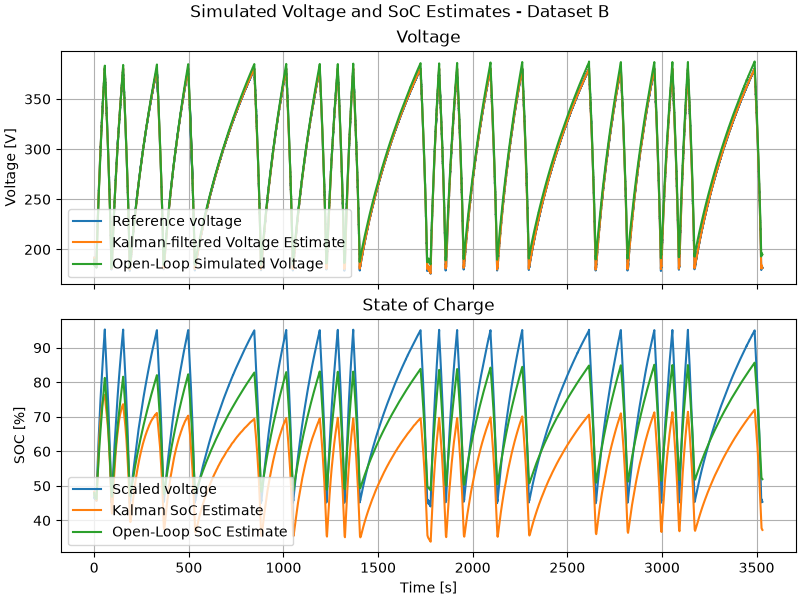 Simulated Voltage and SoC Estimates - Dataset B
Voltage
Voltage [V]
350
300
250
200
Reference voltage
Kalman-filtered Voltage Estimate
Open-Loop Simulated Voltage
State of Charge
SOC [%]
90
80
70
60
50
40
Scaled voltage
Kalman SoC Estimate
Open-Loop SoC Estimate
0 500 1000 1500 2000 2500 3000 3500
Time [s]